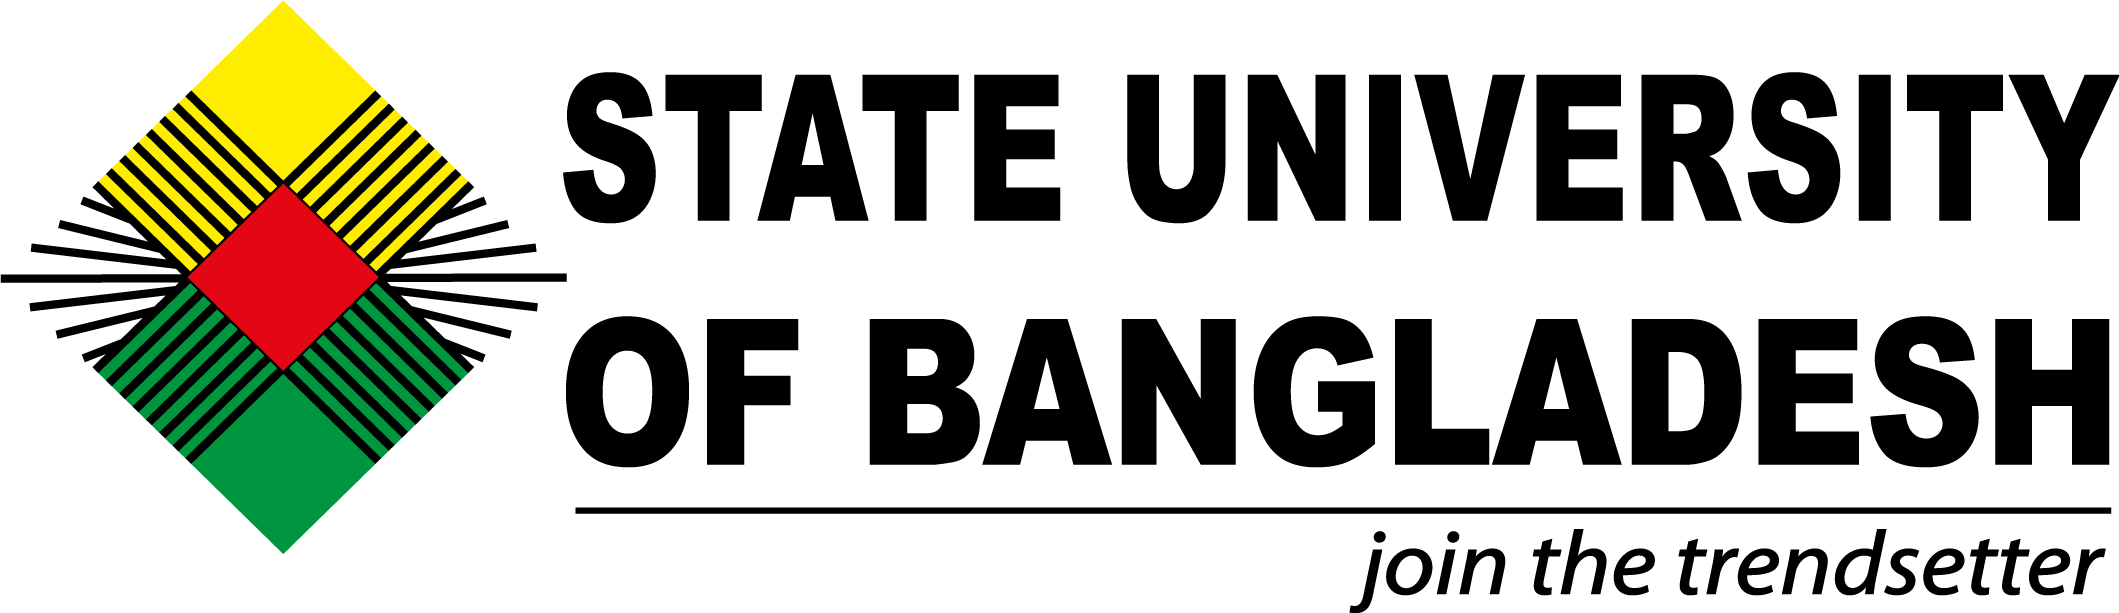 STATE UNIVERSITY
OF BANGLADESH
join the trendsetter